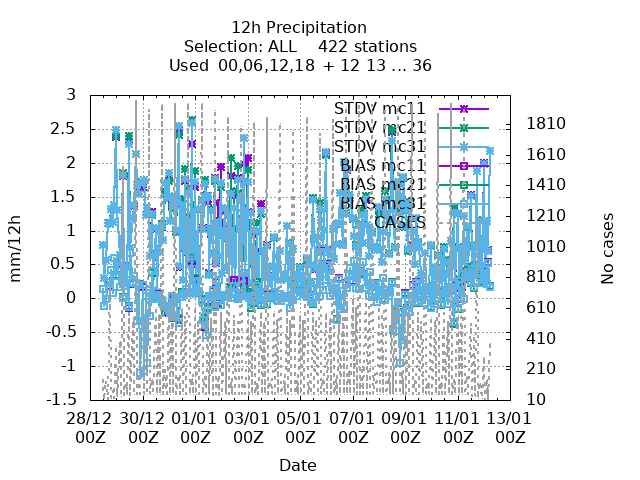 12h Precipitation
Selection: ALL 422 stations
Used 00,06,12,18 + 12 13 ... 36
3
2.5
2
1.5
1
0.5
0
-0.5
-1
-1.5
mm/12h
STDV mc11
STDV mc21
STDV mc31
BIAS mc11
BIAS mc21
BIAS mc31
CASES
1810
1610
1410
1210
1010
810
610
410
210
10
No cases
28/12 30/12 01/01 03/01 05/01 07/01 09/01 11/01 13/01
00Z 00Z 00Z 00Z 00Z 00Z 00Z 00Z 00Z
Date